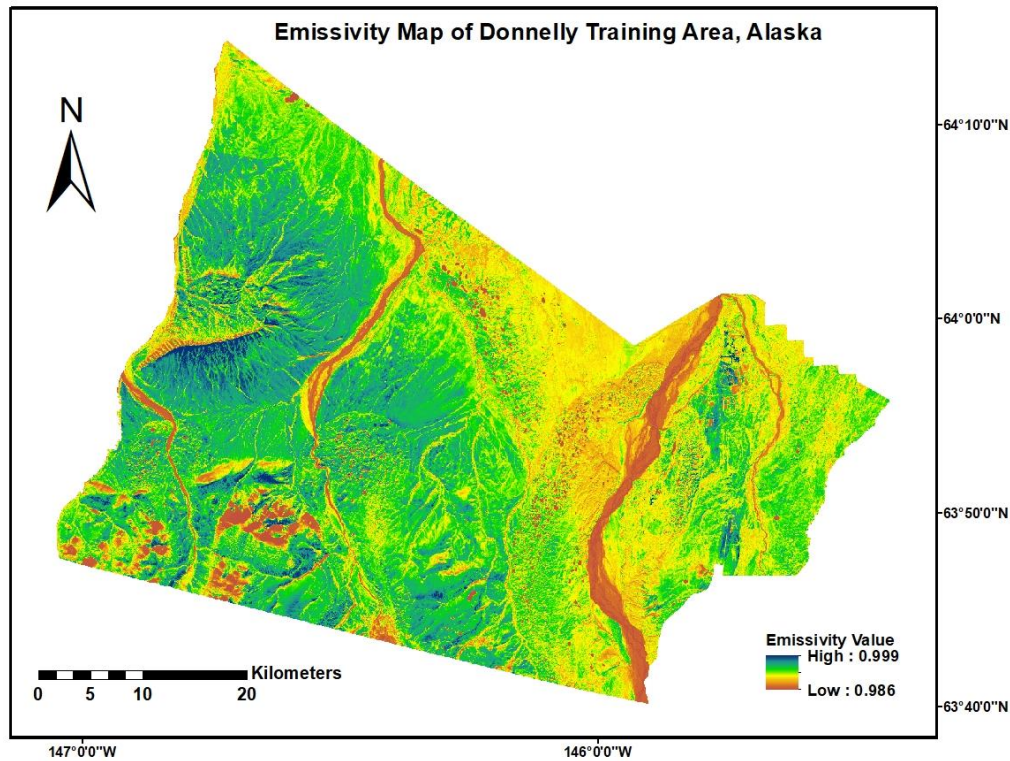 Emissivity Map of Donnelly Training Area, Alaska
N
64°10'0"N
64°0'0"N
63°50'0"N
Emissivity Value
High : 0.999
Low : 0.986
Kilometers
0 5 10 20
63°40'0"N
147°0'0"W 146°0'0"W